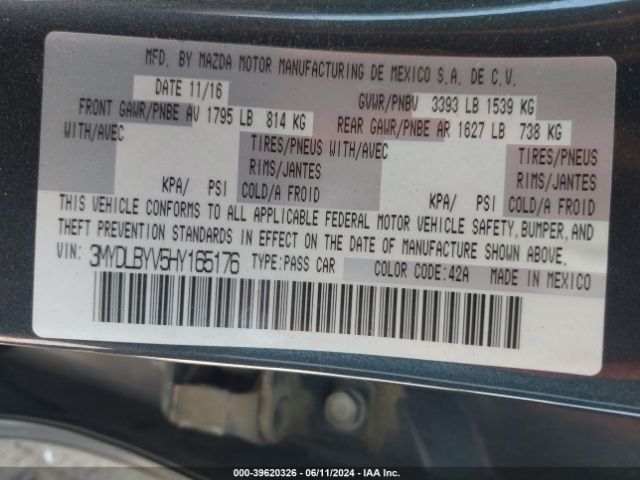 MFD. BY MAZDA MOTOR MANUFACTURING DE MEXICO S.A. DE C.V.
DATE 11/16 GVWR/PNBV 3393 LB 1539 KG
FRONT GAWR/PNBE AV 1795 LB 814 KG REAR GAWR/PNBE AR 1627 LB 738 KG
WITH/AVEC TIRES/PNEUS WITH/AVEC TIRES/PNEUS
RIMS/JANTES RIMS/JANTES
KPA/ PSI COLD/A FROID KPA/ PSI COLD/A FROID
THIS VEHICLE CONFORMS TO ALL APPLICABLE FEDERAL MOTOR VEHICLE SAFETY, BUMPER, AND
THEFT PREVENTION STANDARDS IN EFFECT ON THE DATE OF MANUFACTURE SHOWN ABOVE.
VIN: 3MYDLBYV5HY165176 TYPE:PASS CAR COLOR CODE:42A MADE IN MEXICO
000-39620326 - 06/11/2024 - IAA Inc.